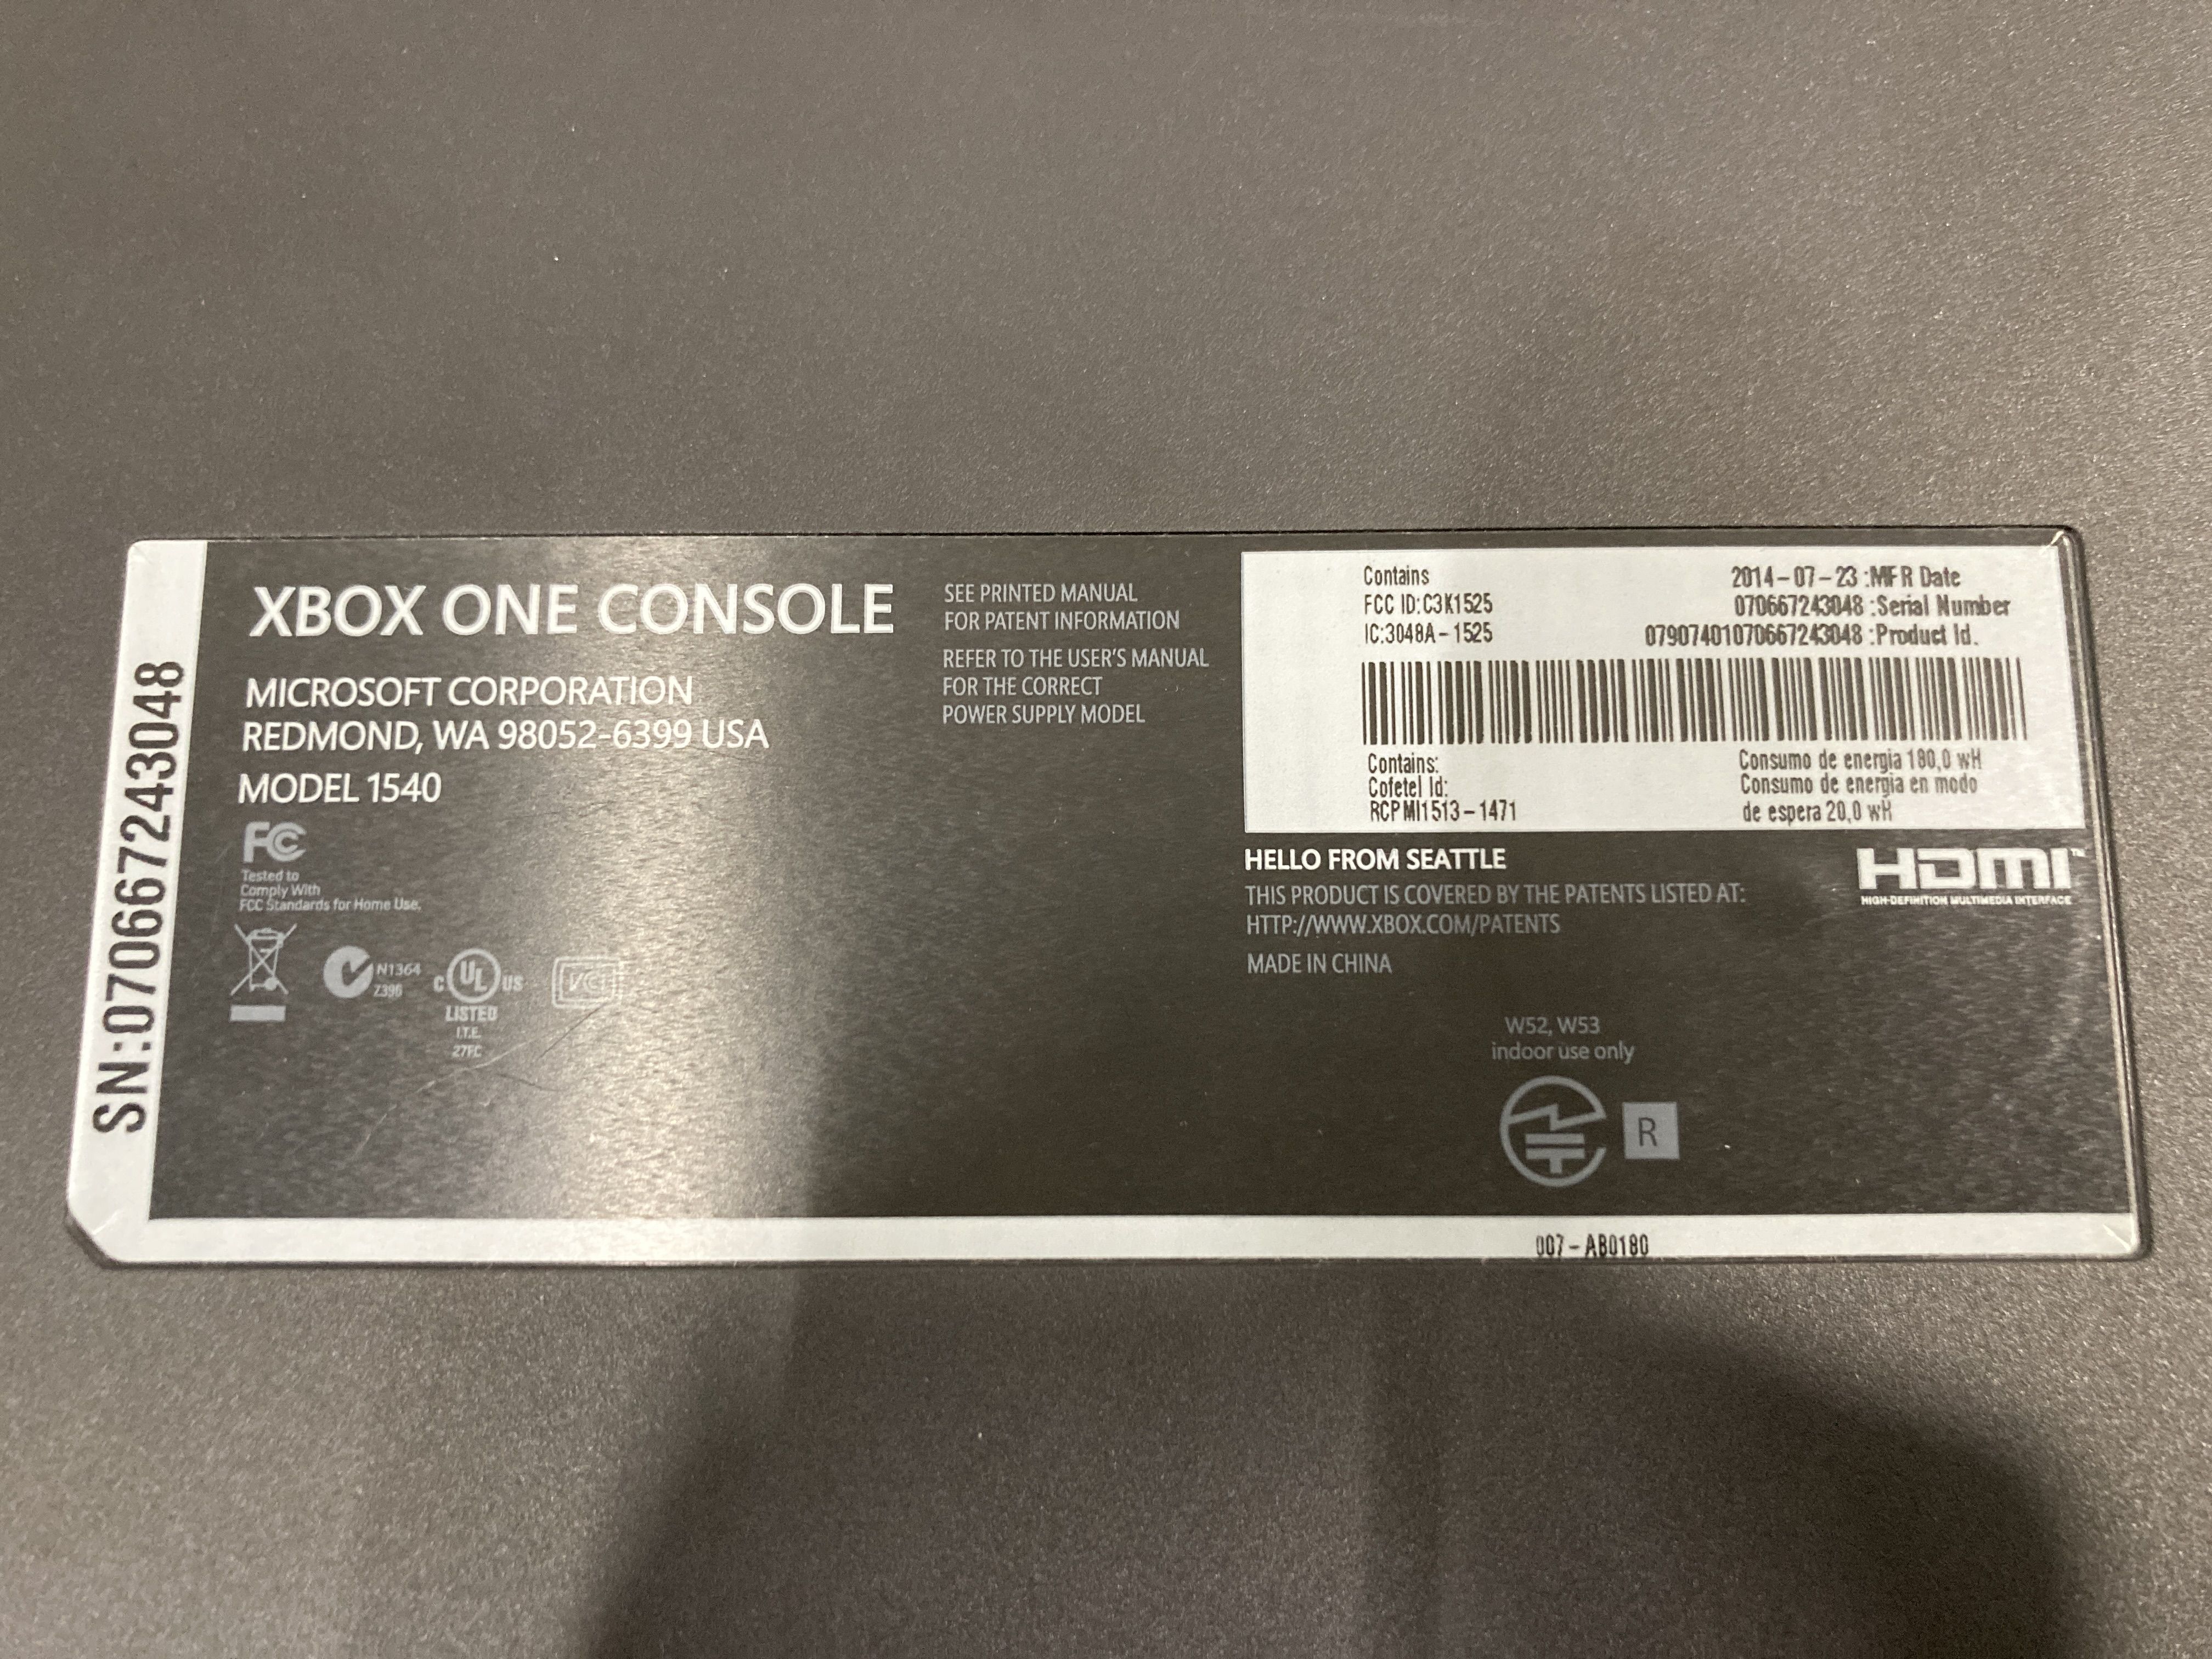 SN:070667243048
XBOX ONE CONSOLE
MICROSOFT CORPORATION
REDMOND, WA 98052-6399 USA
MODEL 1540
FC
Tested to
Comply With
FCC Standards for Home Use.
N1364
Z396
C UL US
LISTED
I.T.E.
27FC
VCI
SEE PRINTED MANUAL
FOR PATENT INFORMATION
REFER TO THE USER'S MANUAL
FOR THE CORRECT
POWER SUPPLY MODEL
Contains
FCC ID:C3K1525
IC:3048A-1525
2014-07-23 :MFR Date
070667243048 :Serial Number
07907401070667243048 :Product Id.
Contains:
Cofetel Id:
RCPMI1513-1471
Consumo de energia 180,0 wH
Consumo de energia en modo
de espera 20,0 wH
HELLO FROM SEATTLE
THIS PRODUCT IS COVERED BY THE PATENTS LISTED AT:
HTTP://WWW.XBOX.COM/PATENTS
MADE IN CHINA
HDMI™
HIGH-DEFINITION MULTIMEDIA INTERFACE
W52, W53
indoor use only
R
007-AB0180